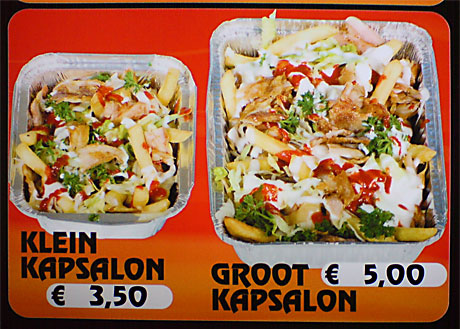 KLEIN
KAPSALON
€ 3,50
GROOT € 5,00
KAPSALON